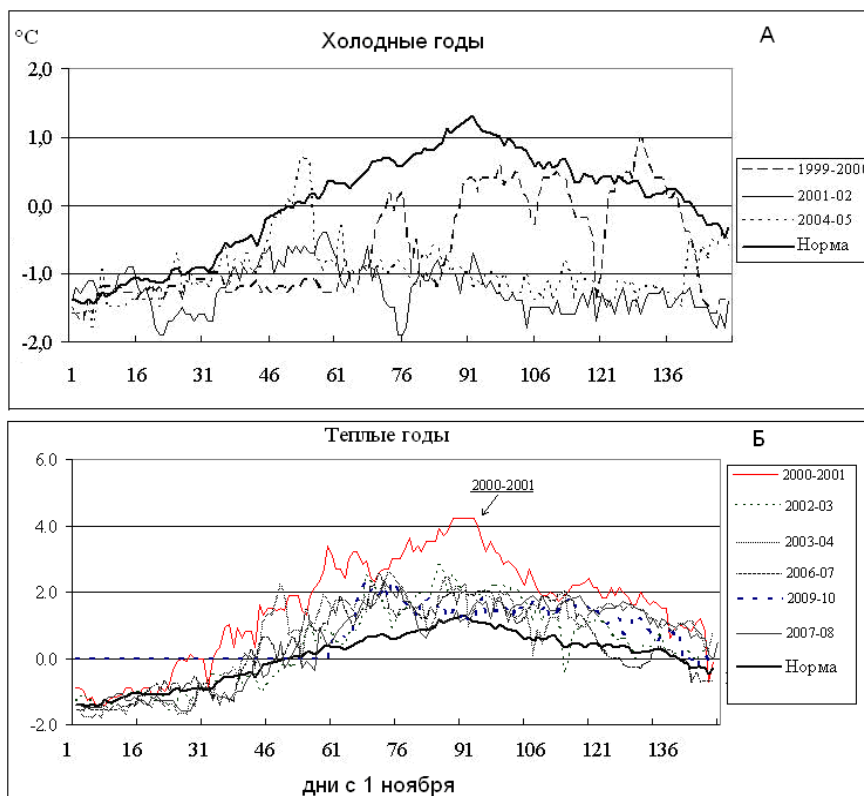 °C
Холодные годы
А
2,0
1,0
0,0
-1,0
-2,0
1 16 31 46 61 76 91 106 121 136
1999-2000
2001-02
2004-05
Норма
Теплые годы
Б
6.0
4.0
2.0
0.0
-2.0
2000-2001
1 16 31 46 61 76 91 106 121 136
дни с 1 ноября
2000-2001
2002-03
2003-04
2006-07
2009-10
2007-08
Норма